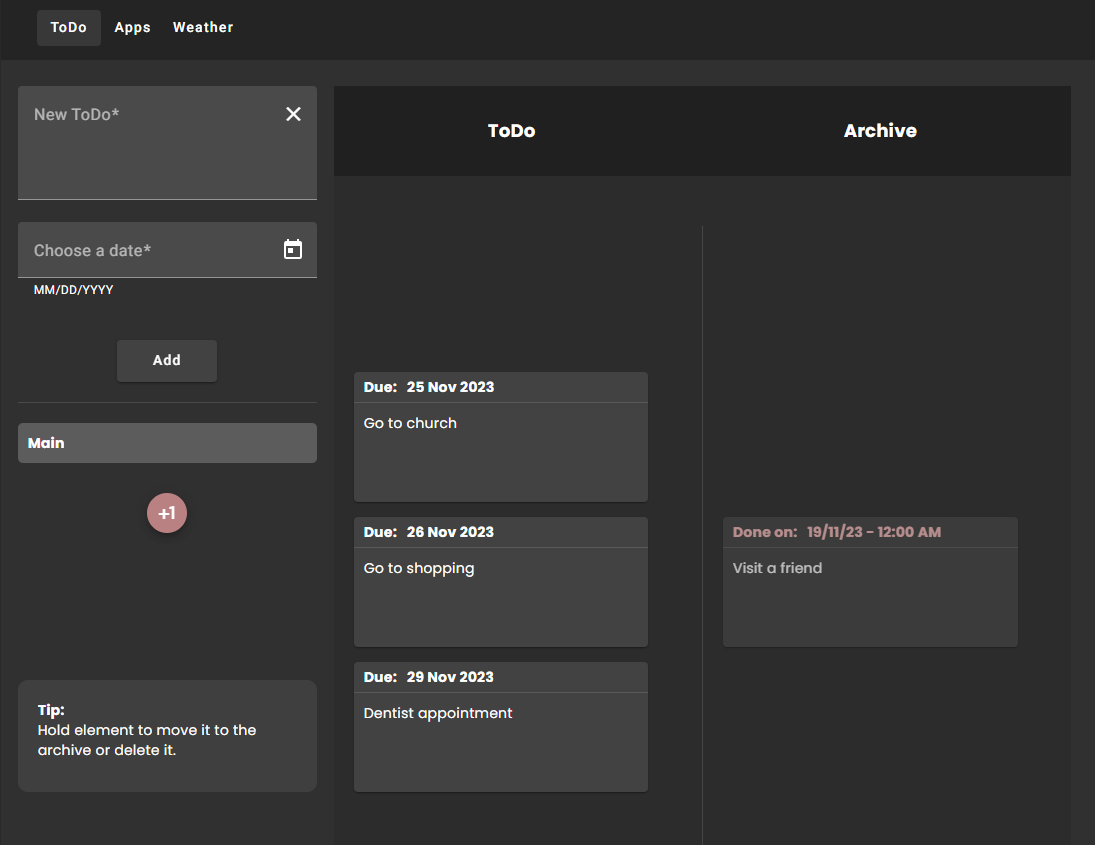 ToDo Apps Weather
New ToDo*
Choose a date*
MM/DD/YYYY
Add
Main
+1
Tip:
Hold element to move it to the
archive or delete it.
ToDo
Archive
Due: 25 Nov 2023
Go to church
Due: 26 Nov 2023
Go to shopping
Due: 29 Nov 2023
Dentist appointment
Done on: 19/11/23 - 12:00 AM
Visit a friend